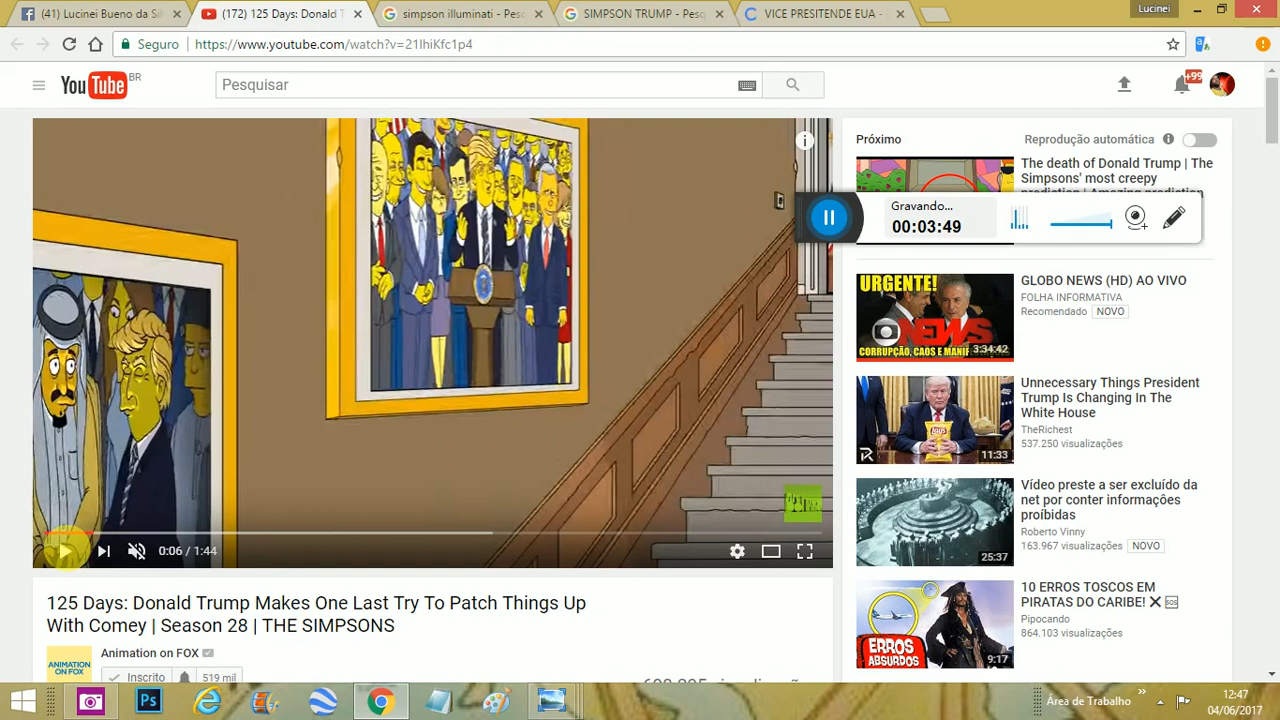 (41) Lucinei Bueno da Sil
(172) 125 Days: Donald T
simpson illuminati - Pesq
SIMPSON TRUMP - Pesq
VICE PRESITENDE EUA -
Lucinei
Seguro
https://www.youtube.com/watch?v=21IhiKfc1p4
YouTube BR
Pesquisar
+99
Próximo
Reprodução automática
The death of Donald Trump | The
Simpsons' most creepy
prediction | Amazing prediction
Gravando...
00:03:49
URGENTE!
NEWS
CORRUPÇÃO, CAOS E MANIF
3:34:42
GLOBO NEWS (HD) AO VIVO
FOLHA INFORMATIVA
Recomendado NOVO
11:33
Unnecessary Things President
Trump Is Changing In The
White House
TheRichest
537.250 visualizações
25:37
Vídeo preste a ser excluído da
net por conter informações
proíbidas
Roberto Vinny
163.967 visualizações NOVO
ERROS
ABSURDOS
9:17
10 ERROS TOSCOS EM
PIRATAS DO CARIBE! ❌ 🆘
Pipocando
864.103 visualizações
0:06 / 1:44
125 Days: Donald Trump Makes One Last Try To Patch Things Up
With Comey | Season 28 | THE SIMPSONS
ANIMATION
ON FOX
Animation on FOX
Inscrito 519 mil
Ps
Área de Trabalho
12:47
04/06/2017